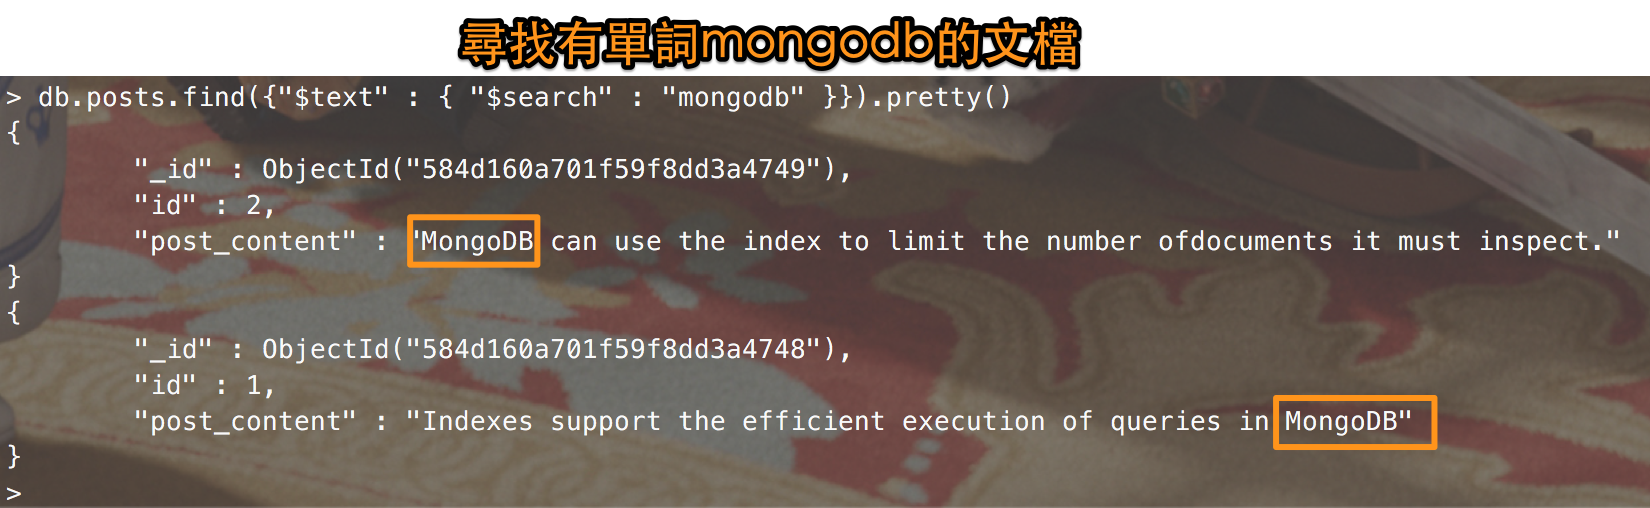 尋找有單詞mongodb的文檔
> db.posts.find({"$text" : { "$search" : "mongodb" }}).pretty()
{
"_id" : ObjectId("584d160a701f59f8dd3a4749"),
"id" : 2,
"post_content" : "MongoDB can use the index to limit the number ofdocuments it must inspect."
}
{
"_id" : ObjectId("584d160a701f59f8dd3a4748"),
"id" : 1,
"post_content" : "Indexes support the efficient execution of queries in MongoDB"
}
>